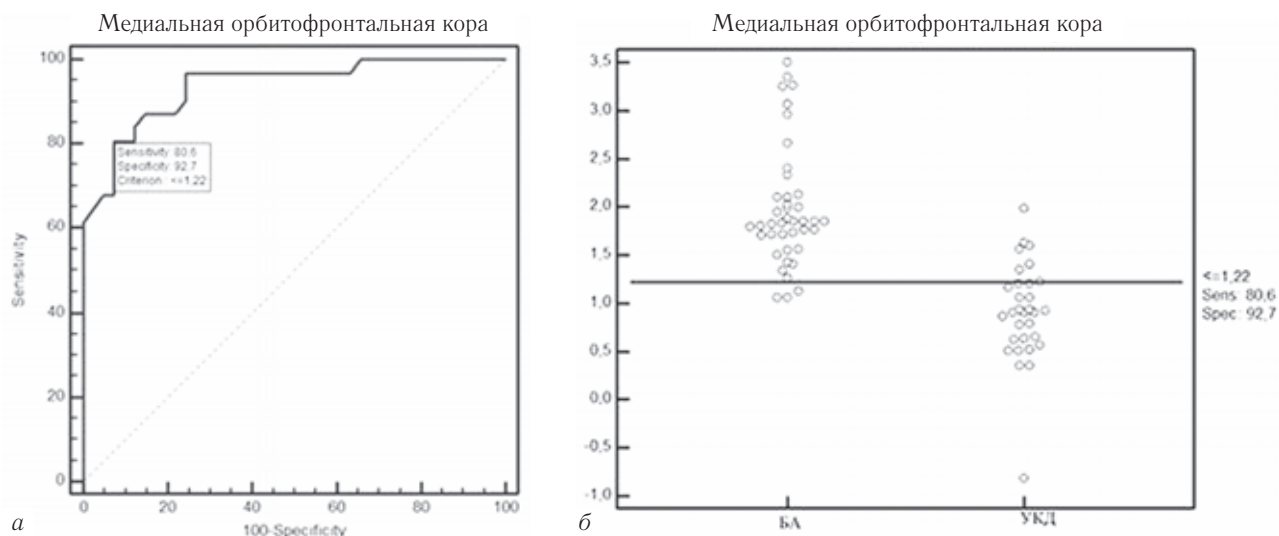 Медиальная орбитофронтальная кора
100
80
60
40
20
0
Sensitivity
Sensitivity: 80,6
Specificity: 92,7
Criterion : <=1,22
0 20 40 60 80 100
100-Specificity
а
Медиальная орбитофронтальная кора
3,5
3,0
2,5
2,0
1,5
1,0
0,5
0,0
-0,5
-1,0
<=1,22
Sens: 80,6
Spec: 92,7
БА УКД
б